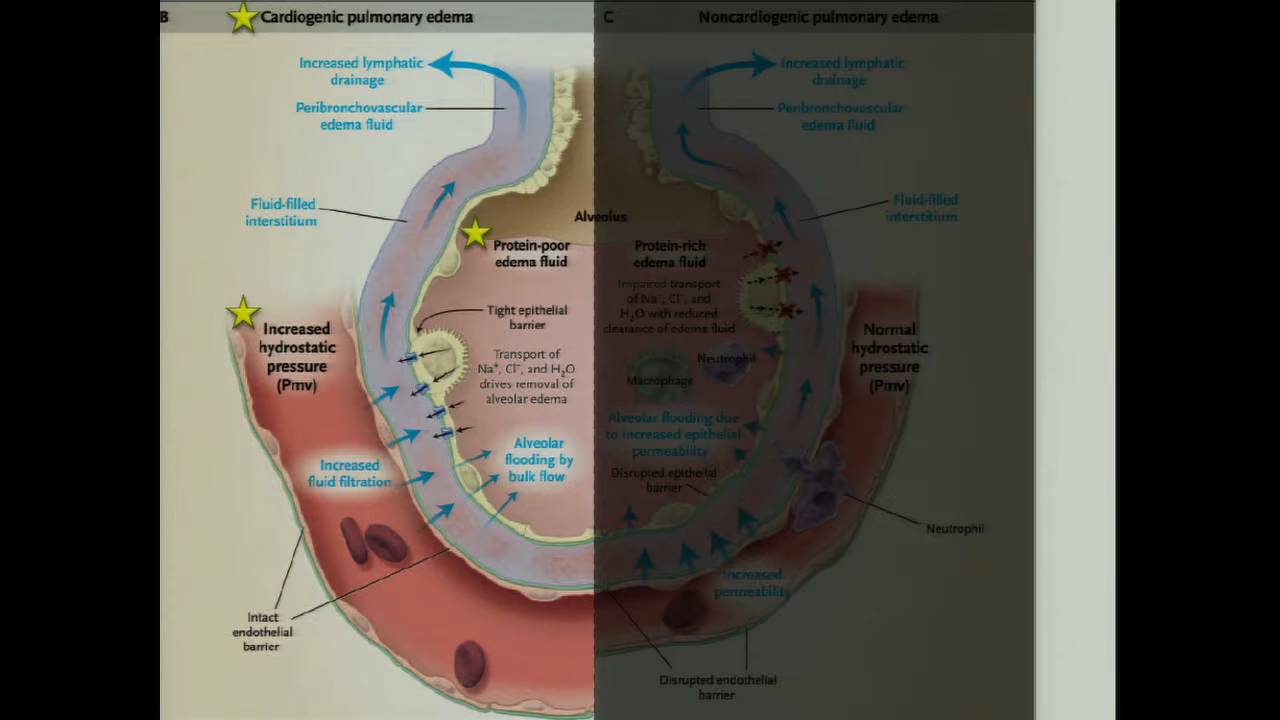 B
Cardiogenic pulmonary edema
Increased lymphatic
drainage
Peribronchovascular
edema fluid
Fluid-filled
interstitium
Alveolus
Protein-poor
edema fluid
Tight epithelial
barrier
Increased
hydrostatic
pressure
(Pmv)
Transport of
Na⁺, Cl⁻, and H₂O
drives removal of
alveolar edema
Alveolar
flooding by
bulk flow
Increased
fluid filtration
Intact
endothelial
barrier
C
Noncardiogenic pulmonary edema
Increased lymphatic
drainage
Peribronchovascular
edema fluid
Fluid-filled
interstitium
Protein-rich
edema fluid
Impaired transport
of Na⁺, Cl⁻, and
H₂O with reduced
clearance of edema fluid
Normal
hydrostatic
pressure
(Pmv)
Neutrophil
Macrophage
Alveolar flooding due
to increased epithelial
permeability
Disrupted epithelial
barrier
Neutrophil
Increased
permeability
Disrupted endothelial
barrier